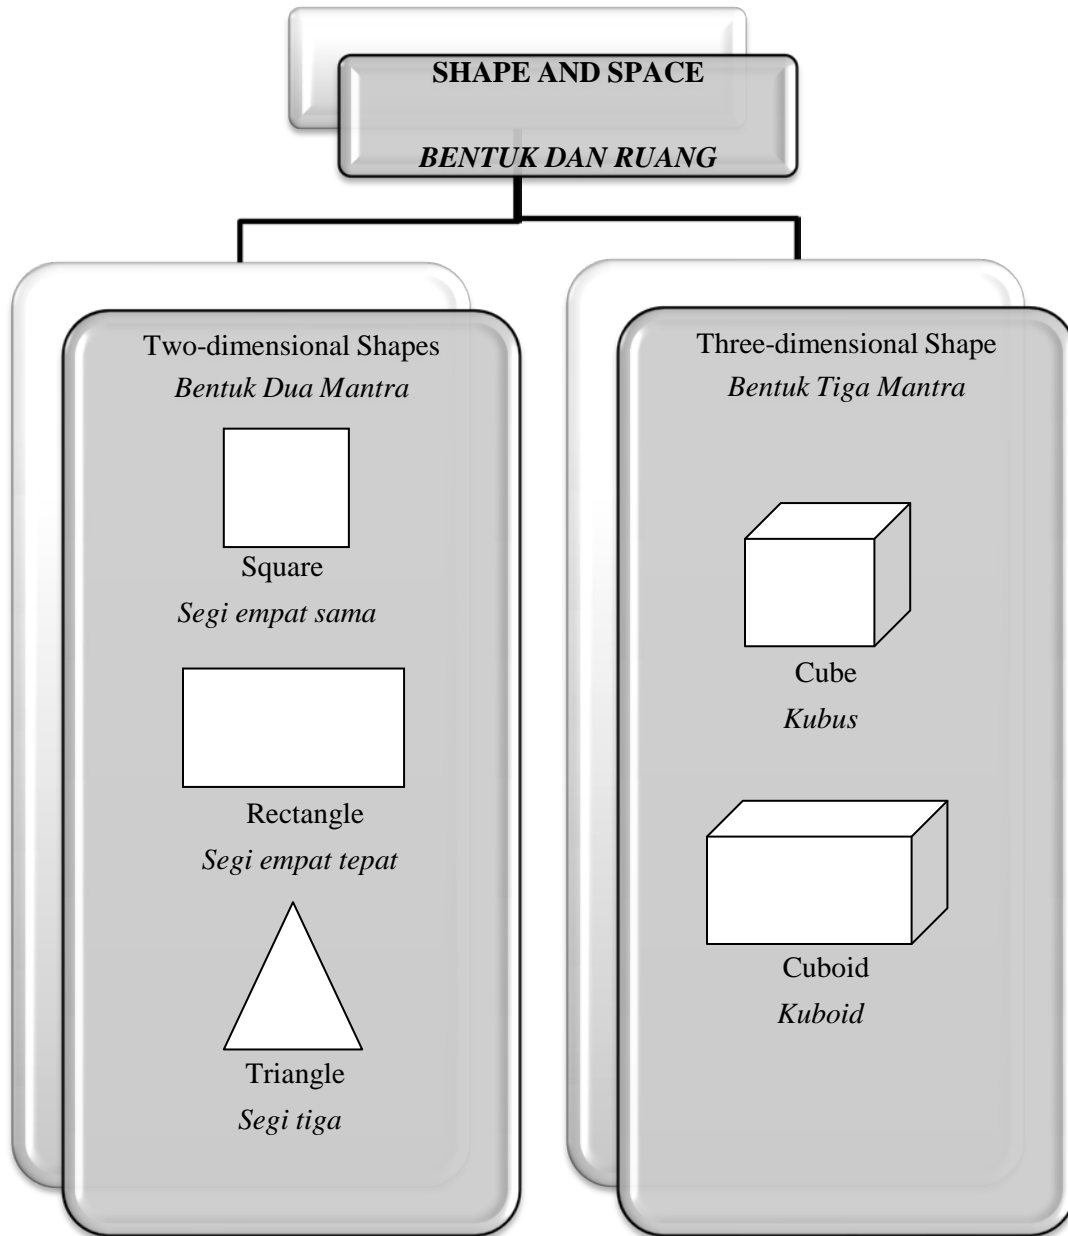 SHAPE AND SPACE
BENTUK DAN RUANG
Two-dimensional Shapes
Bentuk Dua Mantra
Square
Segi empat sama
Rectangle
Segi empat tepat
Triangle
Segi tiga
Three-dimensional Shape
Bentuk Tiga Mantra
Cube
Kubus
Cuboid
Kuboid